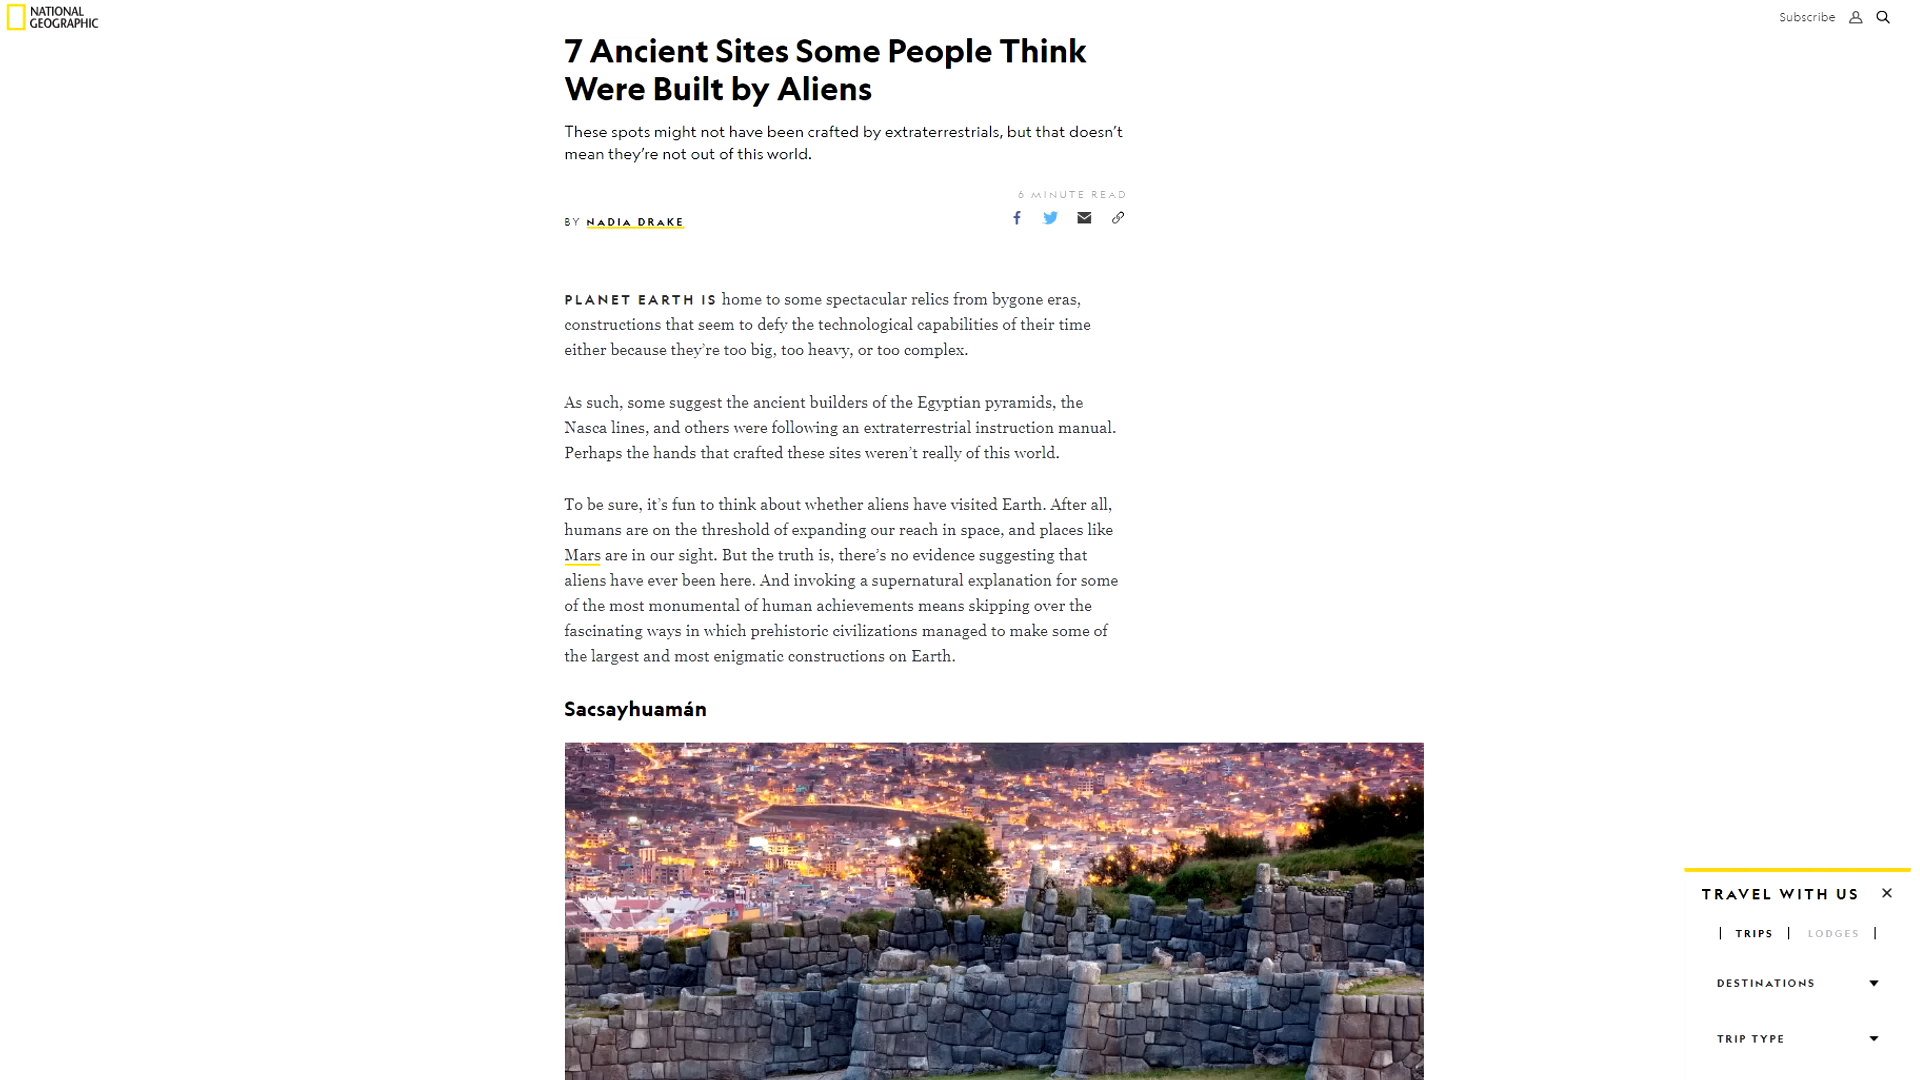 NATIONAL
GEOGRAPHIC
Subscribe
7 Ancient Sites Some People Think
Were Built by Aliens
These spots might not have been crafted by extraterrestrials, but that doesn’t
mean they’re not out of this world.
6 MINUTE READ
BY NADIA DRAKE
PLANET EARTH IS home to some spectacular relics from bygone eras,
constructions that seem to defy the technological capabilities of their time
either because they’re too big, too heavy, or too complex.
As such, some suggest the ancient builders of the Egyptian pyramids, the
Nasca lines, and others were following an extraterrestrial instruction manual.
Perhaps the hands that crafted these sites weren’t really of this world.
To be sure, it’s fun to think about whether aliens have visited Earth. After all,
humans are on the threshold of expanding our reach in space, and places like
Mars are in our sight. But the truth is, there’s no evidence suggesting that
aliens have ever been here. And invoking a supernatural explanation for some
of the most monumental of human achievements means skipping over the
fascinating ways in which prehistoric civilizations managed to make some of
the largest and most enigmatic constructions on Earth.
Sacsayhuamán
TRAVEL WITH US
TRIPS
LODGES
DESTINATIONS
TRIP TYPE